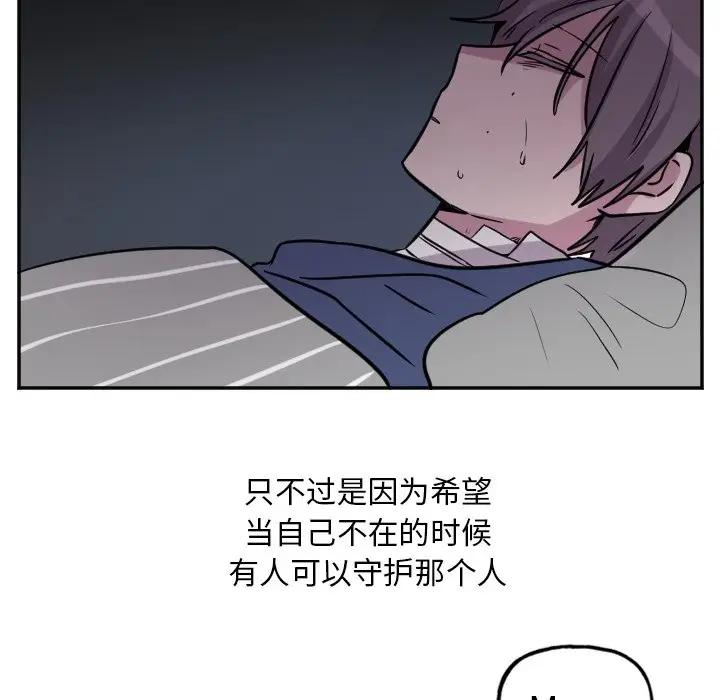 只不过是因为希望
当自己不在的时候
有人可以守护那个人